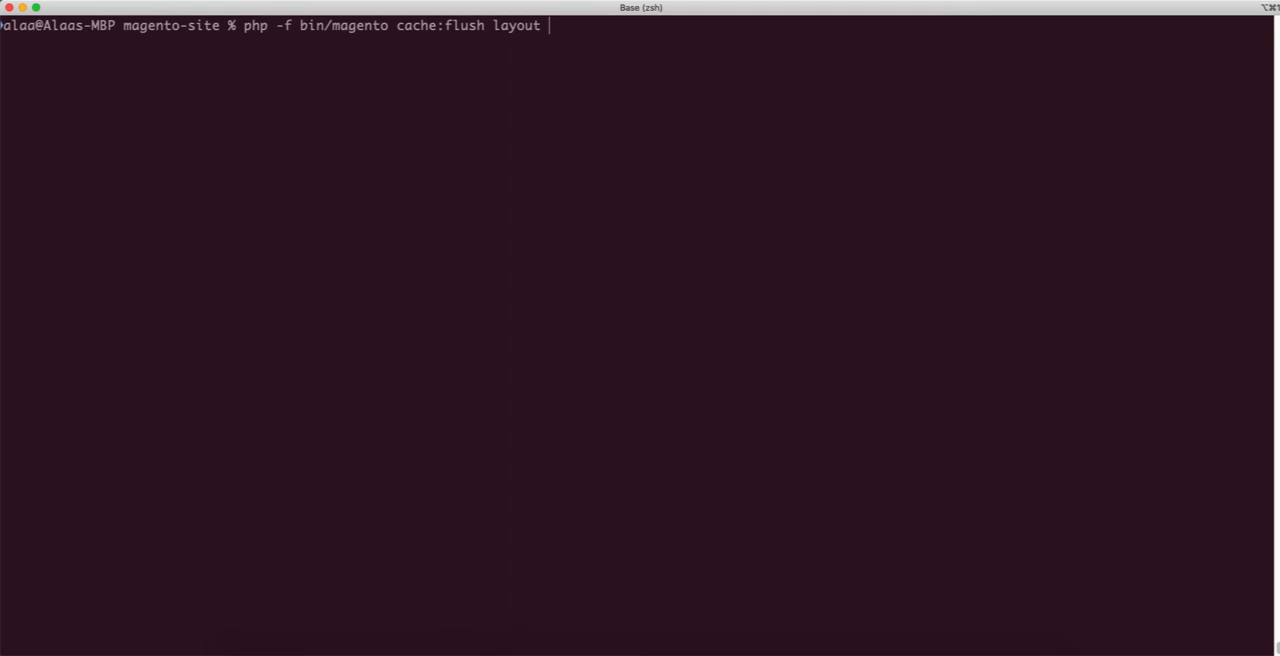 Base (zsh)
alaa@Alaas-MBP magento-site % php -f bin/magento cache:flush layout